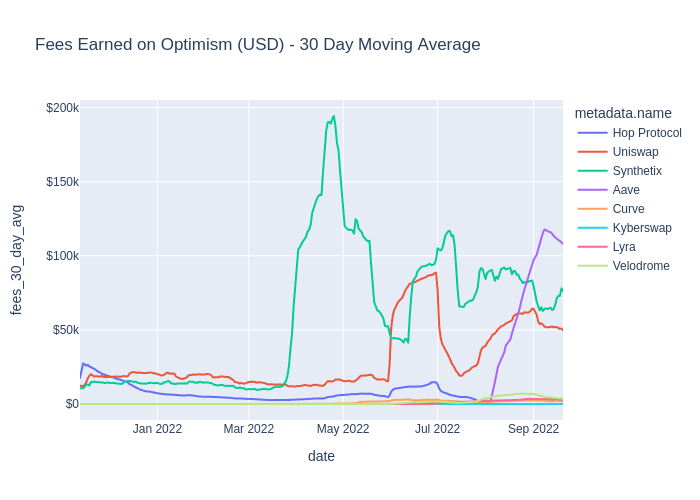 Fees Earned on Optimism (USD) - 30 Day Moving Average
metadata.name
Hop Protocol
Uniswap
Synthetix
Aave
Curve
Kyberswap
Lyra
Velodrome
fees_30_day_avg
$200k
$150k
$100k
$50k
$0
Jan 2022
Mar 2022
May 2022
Jul 2022
Sep 2022
date